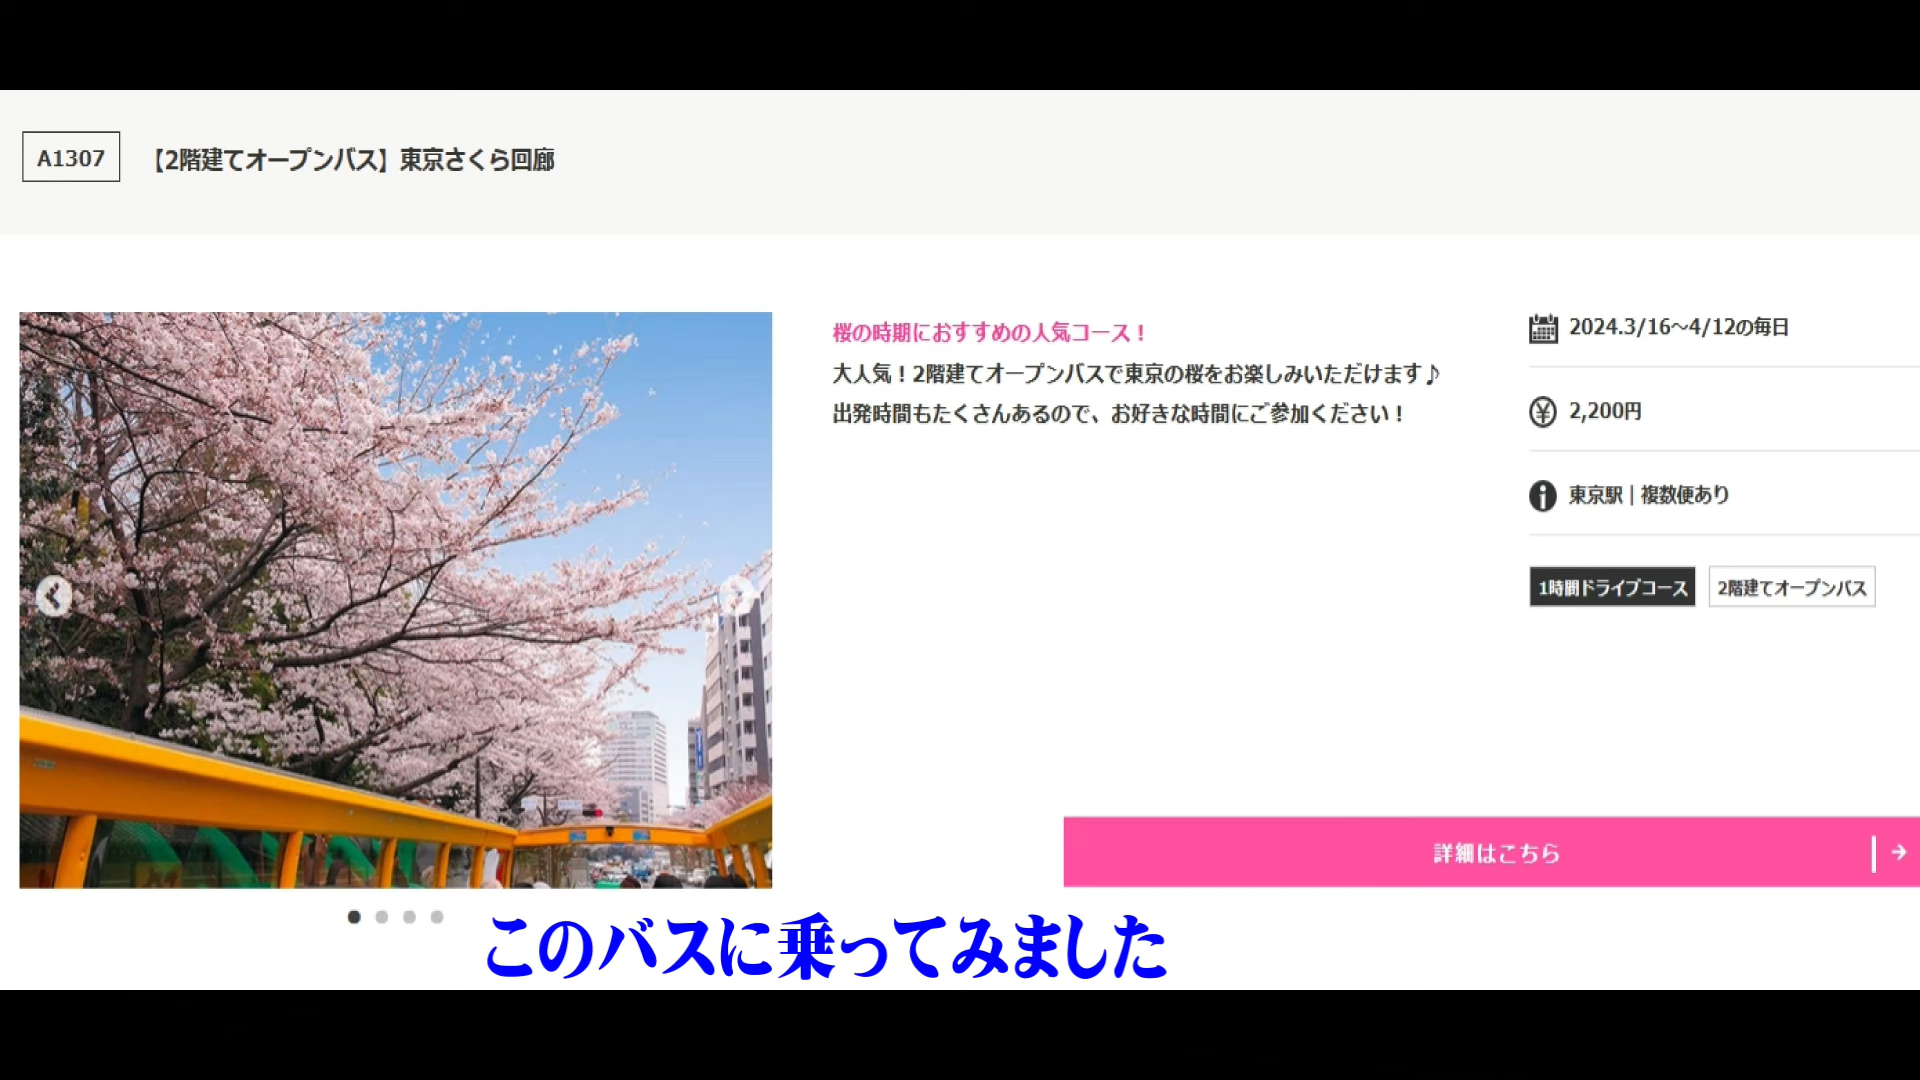 A1307 【2階建てオープンバス】東京さくら回廊
桜の時期におすすめの人気コース！
大人気！2階建てオープンバスで東京の桜をお楽しみいただけます♪
出発時間もたくさんあるので、お好きな時間にご参加ください！
2024.3/16～4/12の毎日
2,200円
東京駅｜複数便あり
1時間ドライブコース 2階建てオープンバス
詳細はこちら
このバスに乗ってみました